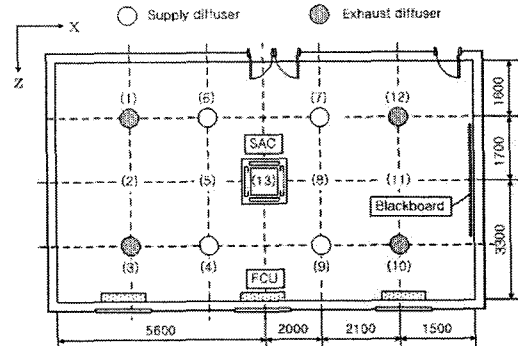 Supply diffuser
Exhaust diffuser
X
Z
(1)
(6)
(7)
(12)
1600
SAC
1700
(2)
(5)
(13)
(8)
(11)
Blackboard
3300
(3)
(4)
FCU
(9)
(10)
5600
2000
2100
1500